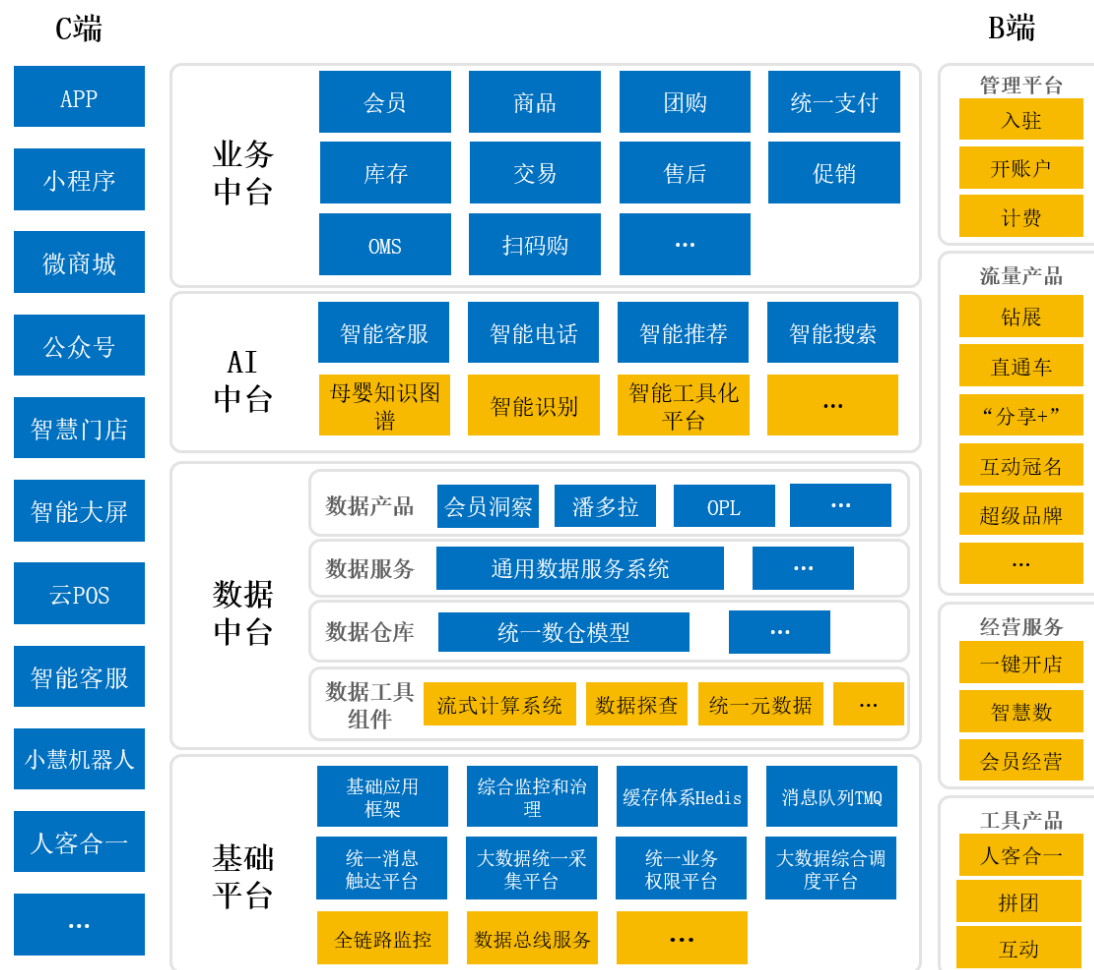 C端
APP
小程序
微商城
公众号
智慧门店
智能大屏
云POS
智能客服
小慧机器人
人客合一
…
业务
中台
会员
商品
团购
统一支付
库存
交易
售后
促销
OMS
扫码购
…
AI
中台
智能客服
智能电话
智能推荐
智能搜索
母婴知识图
谱
智能识别
智能工具化
平台
…
数据
中台
数据产品
会员洞察
潘多拉
OPL
…
数据服务
通用数据服务系统
…
数据仓库
统一数仓模型
…
数据工具
组件
流式计算系统
数据探查
统一元数据
…
基础
平台
基础应用
框架
综合监控和治
理
缓存体系Hedis
消息队列TMQ
统一消息
触达平台
大数据统一采
集平台
统一业务
权限平台
大数据综合调
度平台
全链路监控
数据总线服务
…
B端
管理平台
入驻
开账户
计费
流量产品
钻展
直通车
“分享+”
互动冠名
超级品牌
…
经营服务
一键开店
智慧数
会员经营
工具产品
人客合一
拼团
互动